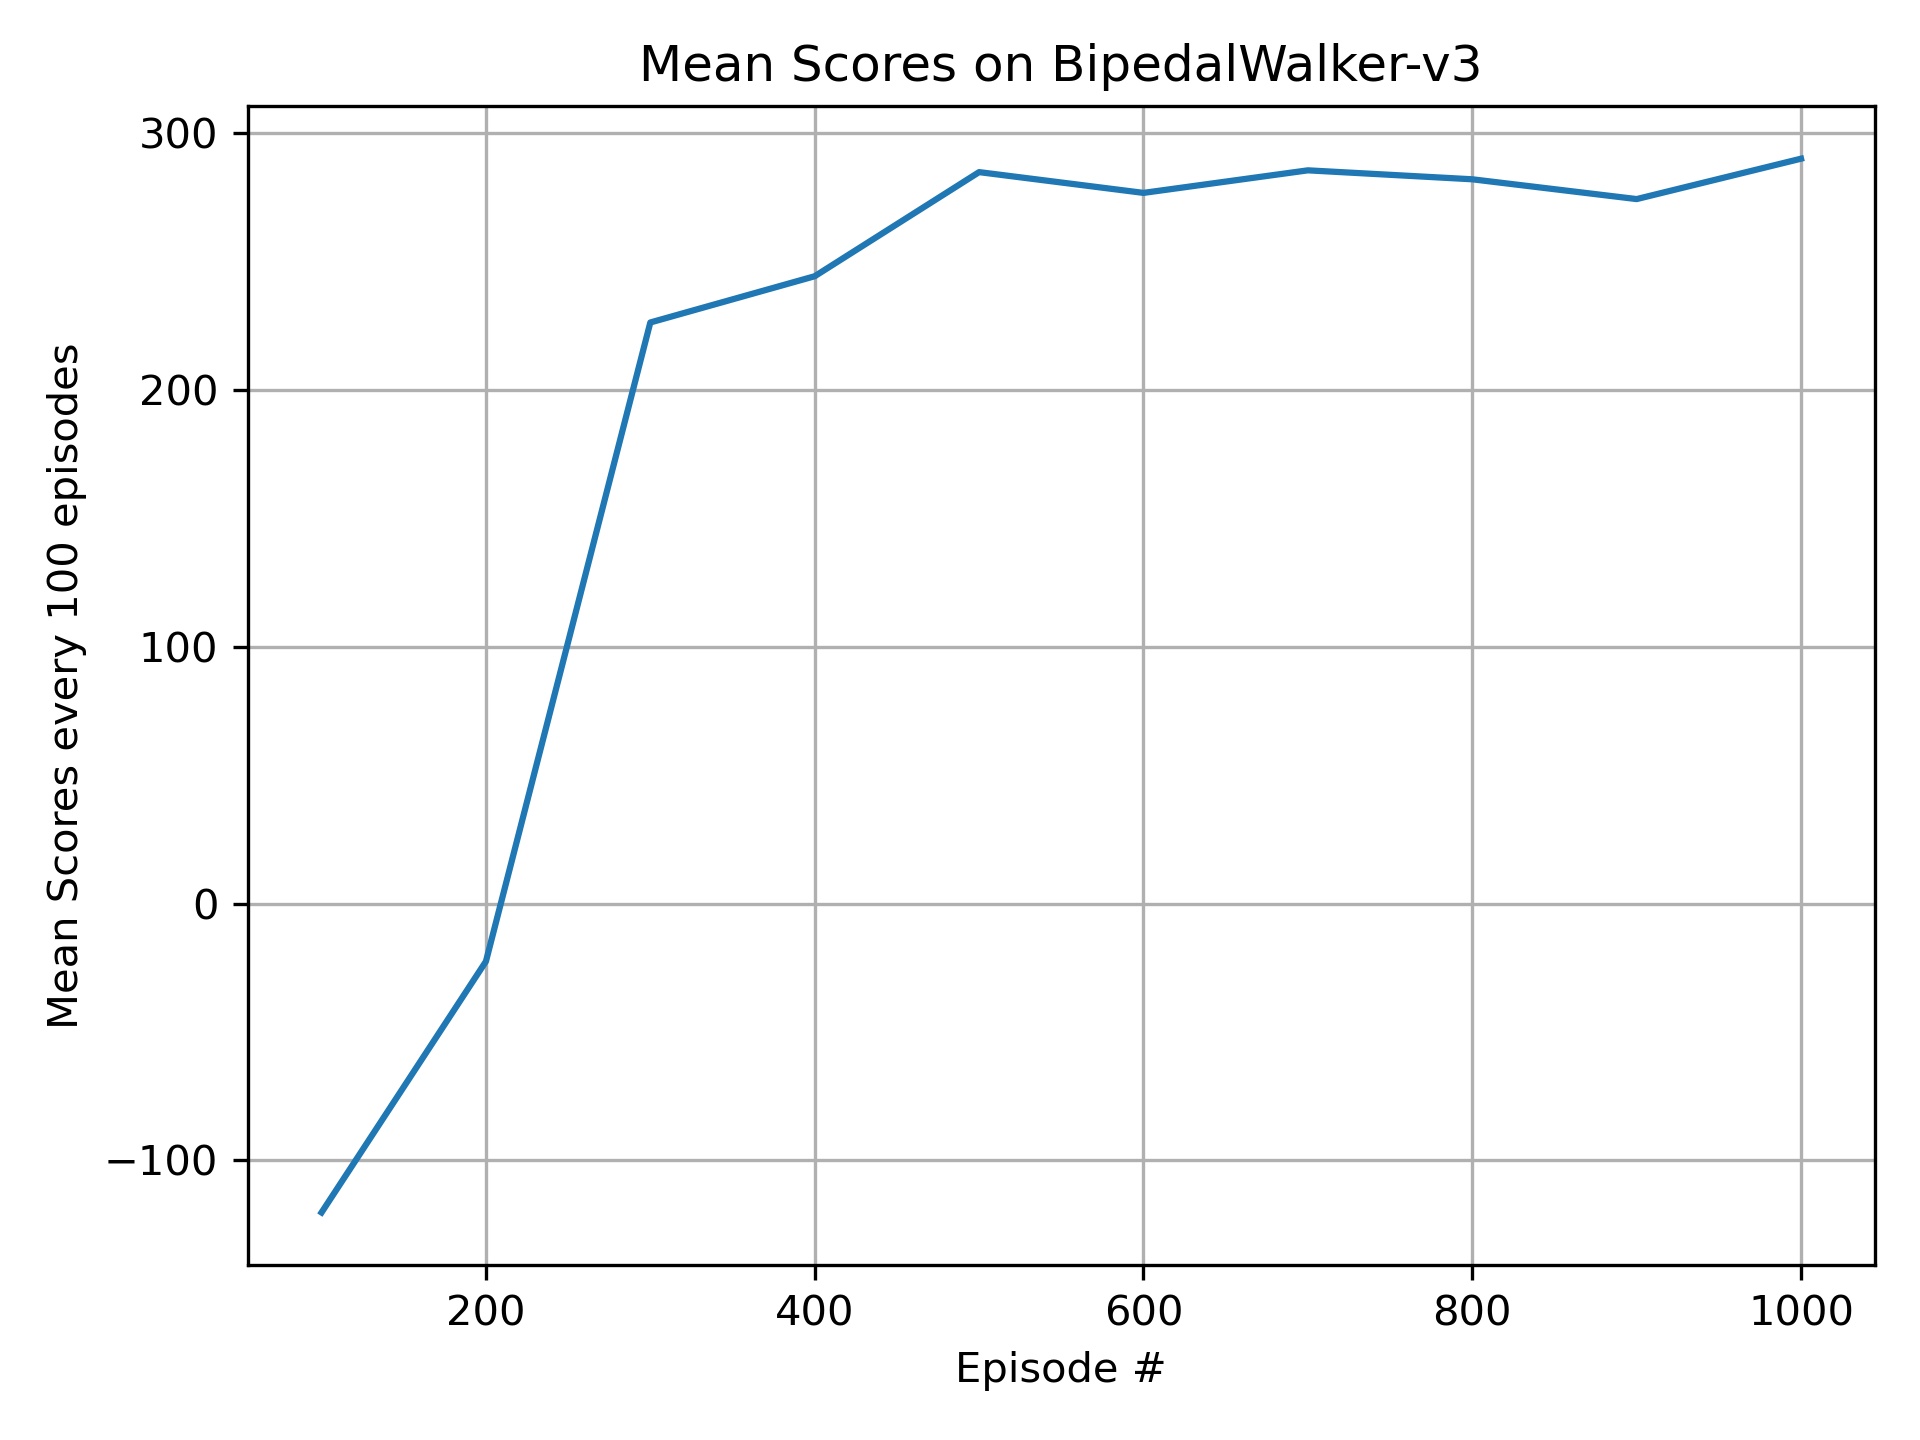 Mean Scores on BipedalWalker-v3
300
200
100
0
−100
Mean Scores every 100 episodes
200 400 600 800 1000
Episode #